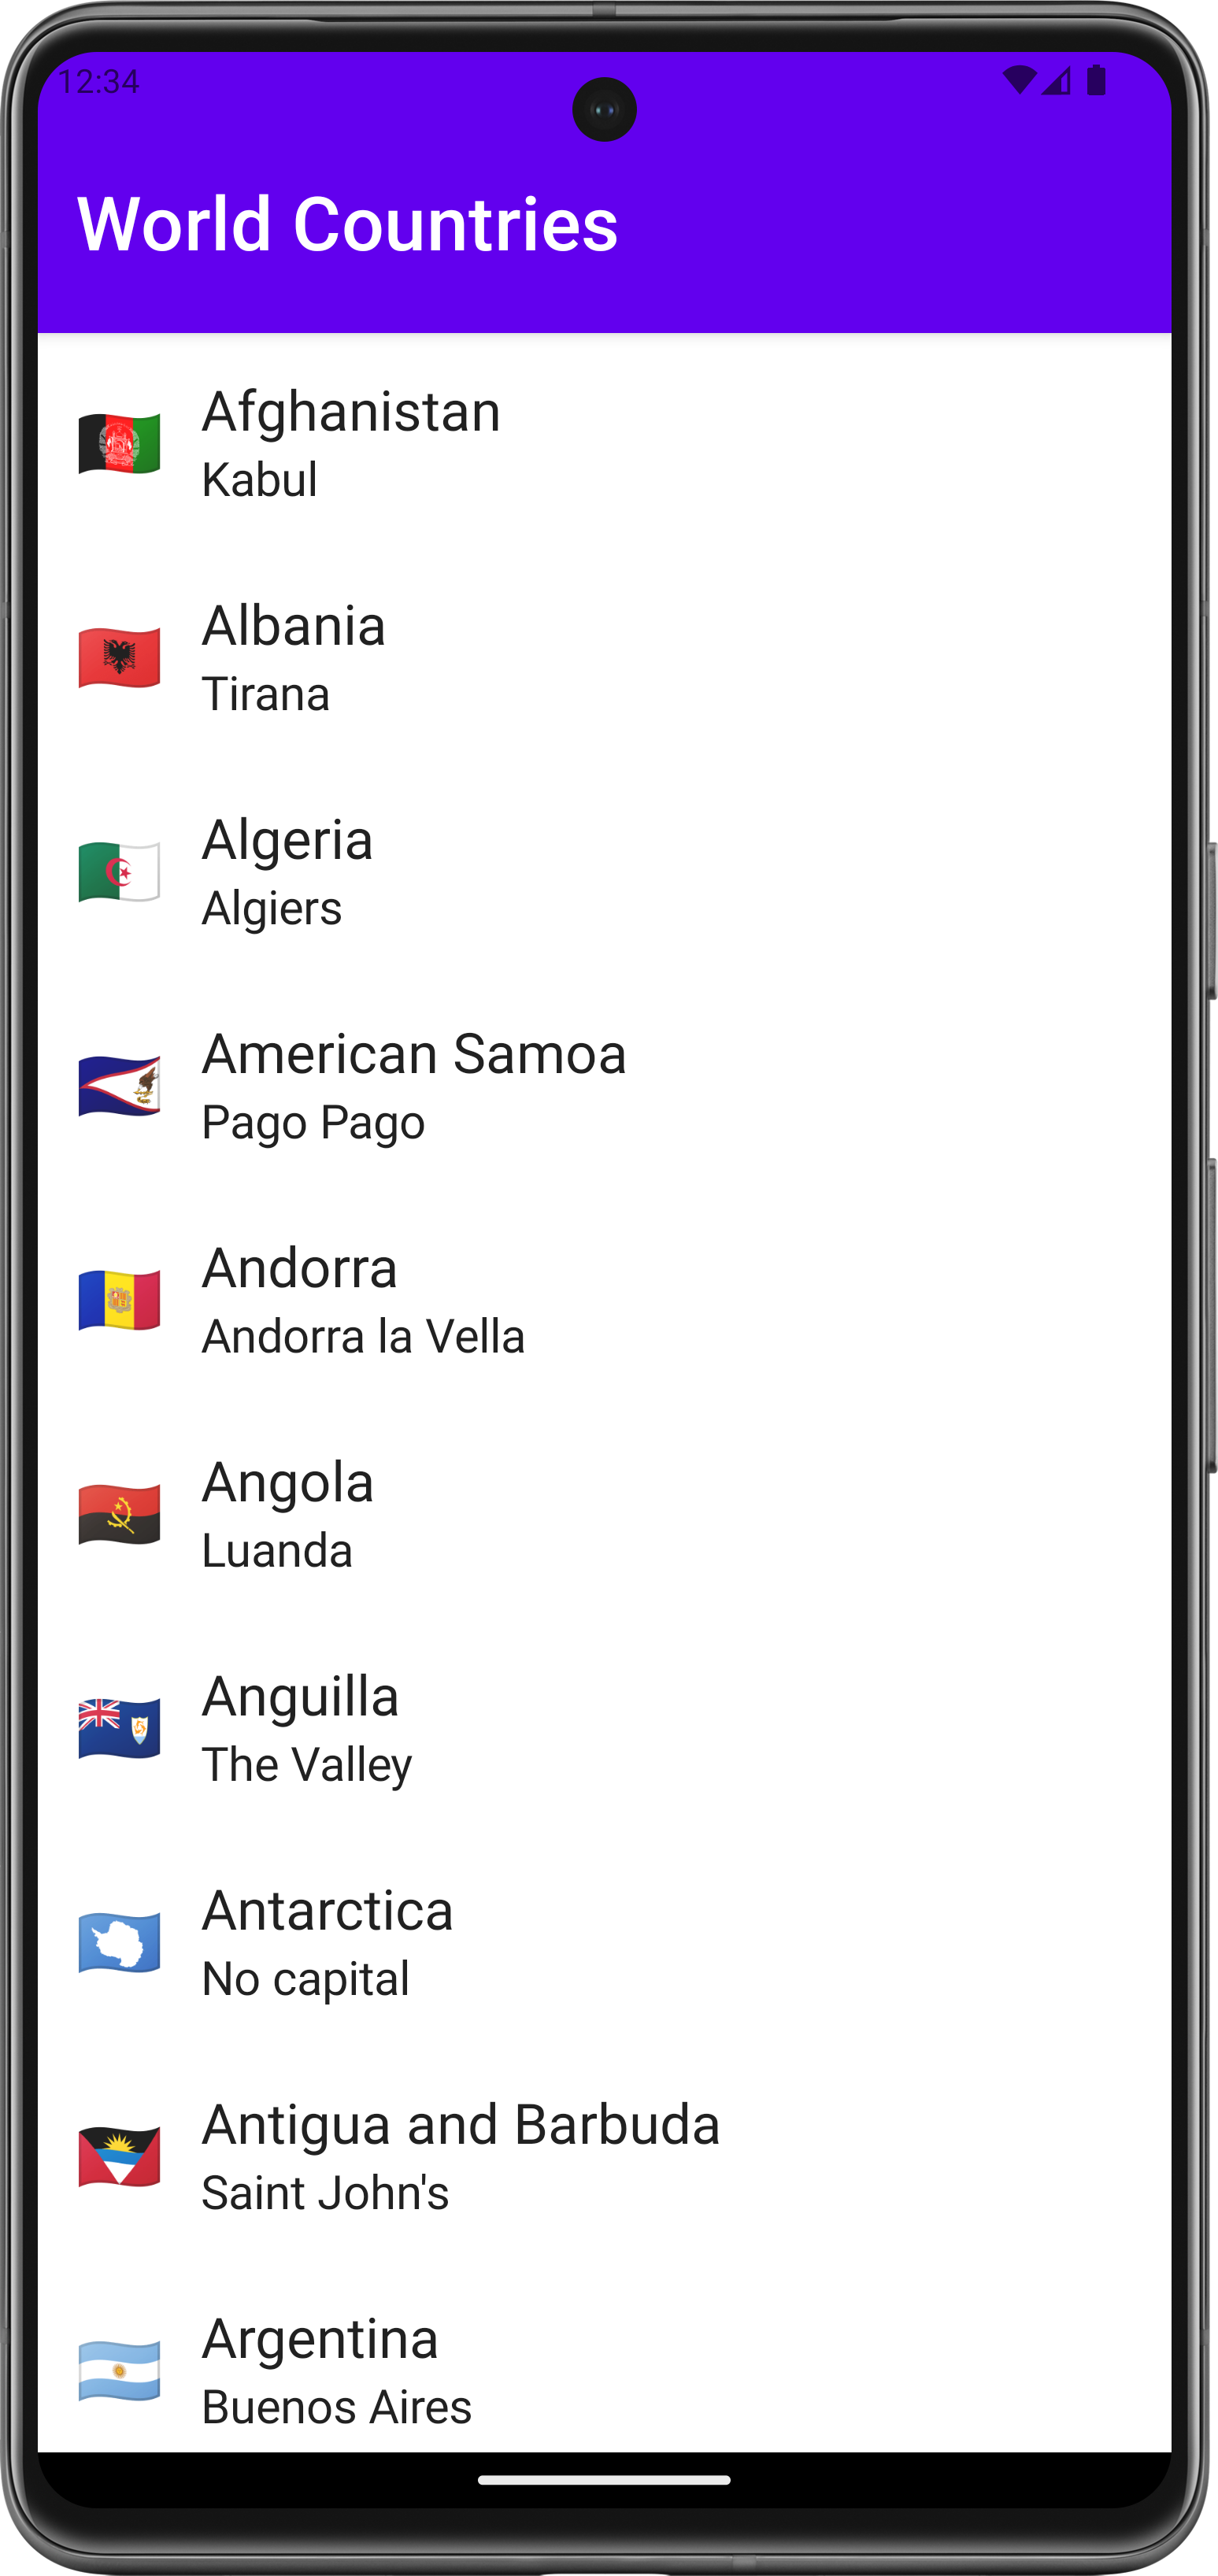 12:34
World Countries
Afghanistan
Kabul
Albania
Tirana
Algeria
Algiers
American Samoa
Pago Pago
Andorra
Andorra la Vella
Angola
Luanda
Anguilla
The Valley
Antarctica
No capital
Antigua and Barbuda
Saint John's
Argentina
Buenos Aires